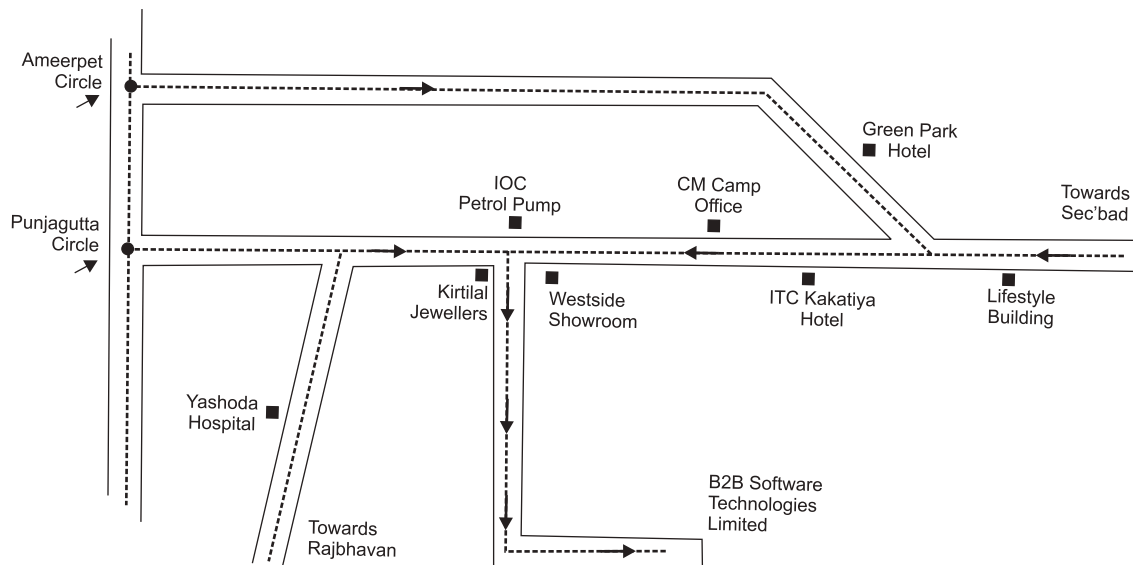 Ameerpet
Circle
Green Park
Hotel
IOC
Petrol Pump
CM Camp
Office
Towards
Sec'bad
Punjagutta
Circle
Kirtilal
Jewellers
Westside
Showroom
ITC Kakatiya
Hotel
Lifestyle
Building
Yashoda
Hospital
B2B Software
Technologies
Limited
Towards
Rajbhavan